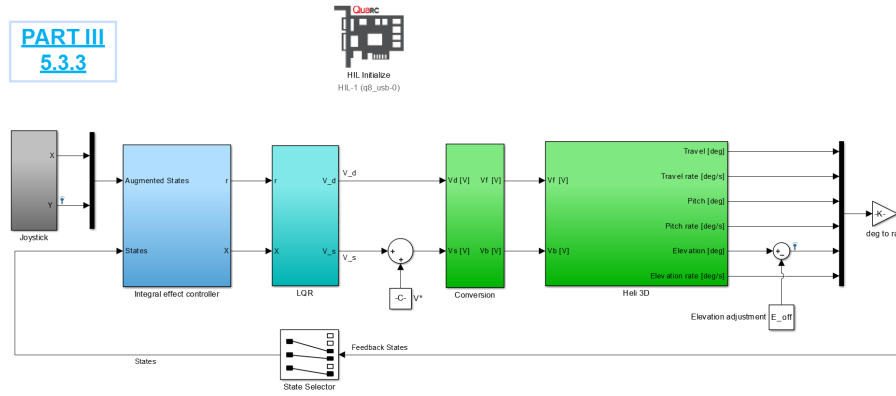 PART III
5.3.3
QUARC
HIL Initialize
HIL-1 (q8_usb-0)
X
Y
Joystick
Augmented States
States
r
X
Integral effect controller
r
X
V_d
V_s
LQR
V_d
V_s
+
+
-C-
V*
Vd [V]
Vs [V]
Vf [V]
Vb [V]
Conversion
Vf [V]
Vb [V]
Travel [deg]
Travel rate [deg/s]
Pitch [deg]
Pitch rate [deg/s]
Elevation [deg]
Elevation rate [deg/s]
Heli 3D
+
−
Elevation adjustment
E_off
-K-
deg to ra
Feedback States
States
State Selector